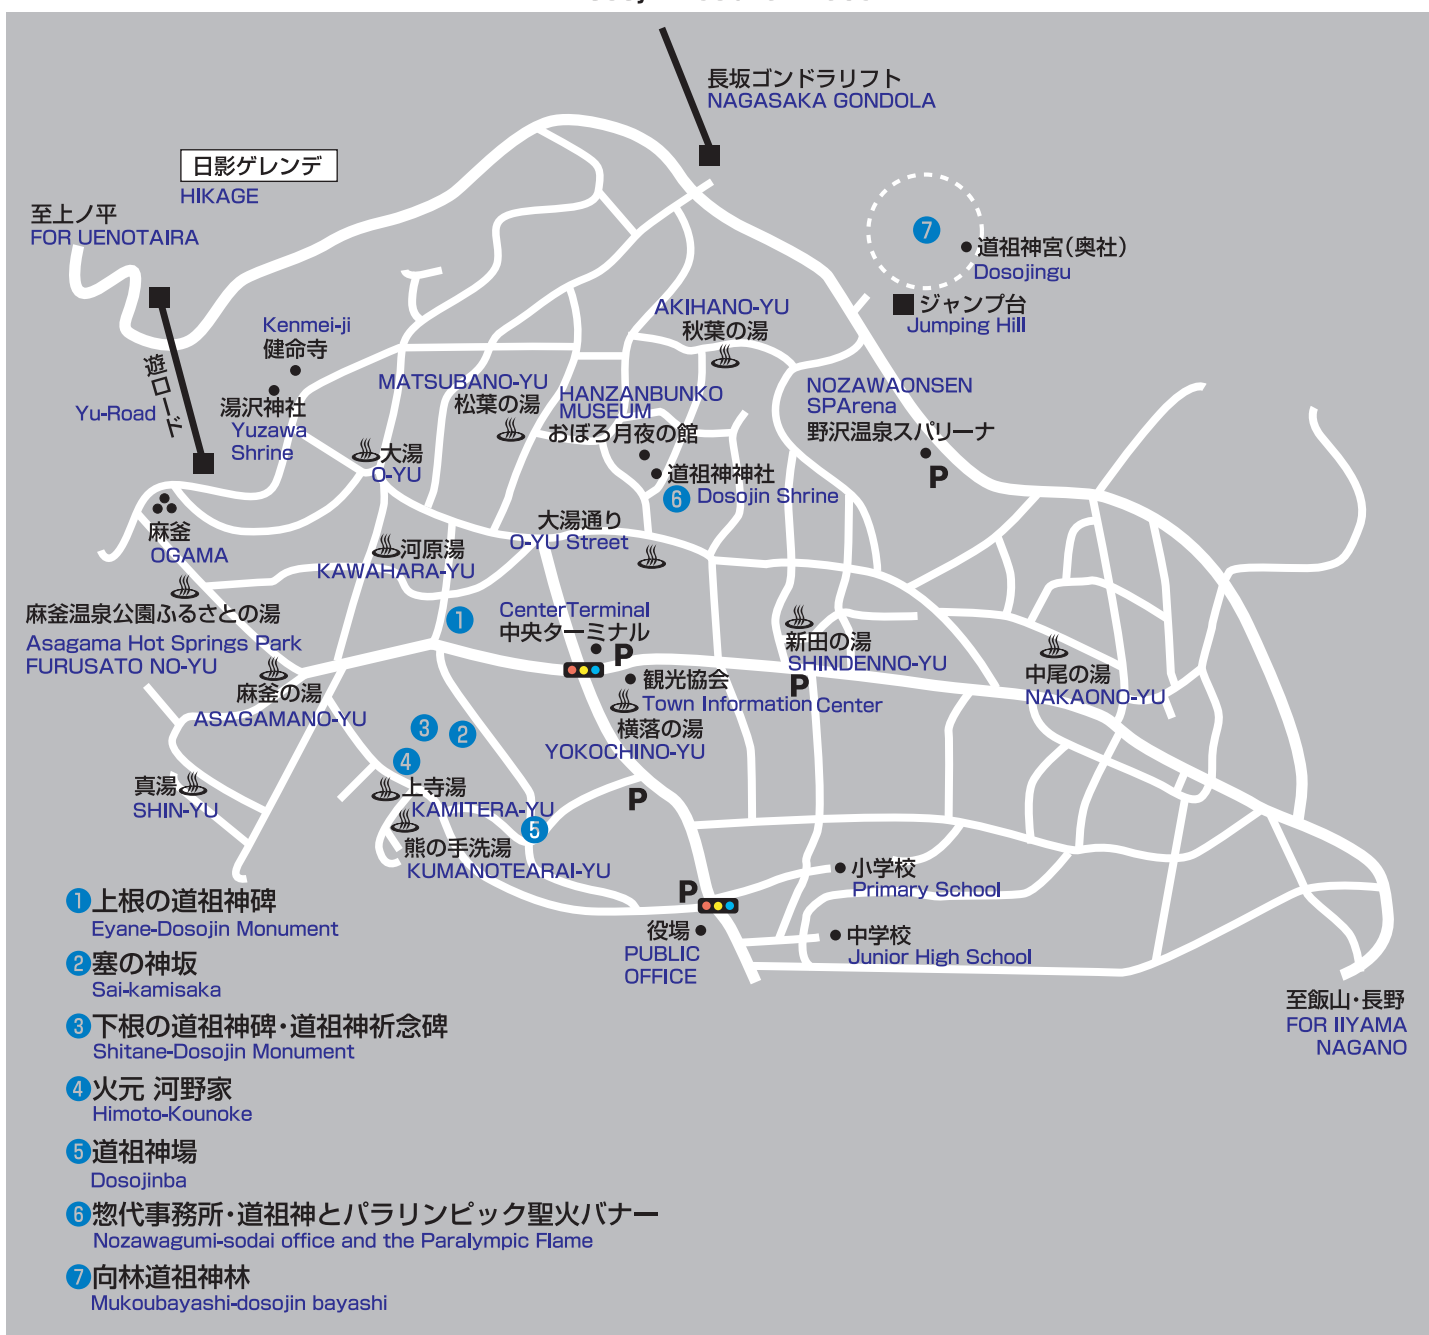 長坂ゴンドラリフト
NAGASAKA GONDOLA
日影ゲレンデ
HIKAGE
至上ノ平
FOR UENOTAIRA
7
道祖神宮(奥社)
Dosojingu
ジャンプ台
Jumping Hill
AKIHANO-YU
秋葉の湯
Kenmei-ji
健命寺
遊ロード
Yu-Road
湯沢神社
Yuzawa
Shrine
MATSUBANO-YU
松葉の湯
HANZANBUNKO
MUSEUM
おぼろ月夜の館
NOZAWAONSEN
SPArena
野沢温泉スパリーナ
P
大湯
O-YU
道祖神神社
6
Dosojin Shrine
麻釜
OGAMA
大湯通り
O-YU Street
河原湯
KAWAHARA-YU
麻釜温泉公園ふるさとの湯
Asagama Hot Springs Park
FURUSATO NO-YU
1
CenterTerminal
中央ターミナル
P
新田の湯
SHINDENNO-YU
P
中尾の湯
NAKAONO-YU
麻釜の湯
ASAGAMANO-YU
観光協会
Town Information Center
横落の湯
YOKOCHINO-YU
3
2
4
真湯
SHIN-YU
上寺湯
KAMITERA-YU
P
5
熊の手洗湯
KUMANOTEARAI-YU
小学校
Primary School
P
役場
PUBLIC
OFFICE
中学校
Junior High School
至飯山・長野
FOR IIYAMA
NAGANO
1上根の道祖神碑
Eyane-Dosojin Monument
2塞の神坂
Sai-kamisaka
3下根の道祖神碑・道祖神祈念碑
Shitane-Dosojin Monument
4火元 河野家
Himoto-Kounoke
5道祖神場
Dosojinba
6惣代事務所・道祖神とパラリンピック聖火バナー
Nozawagumi-sodai office and the Paralympic Flame
7向林道祖神林
Mukoubayashi-dosojin bayashi